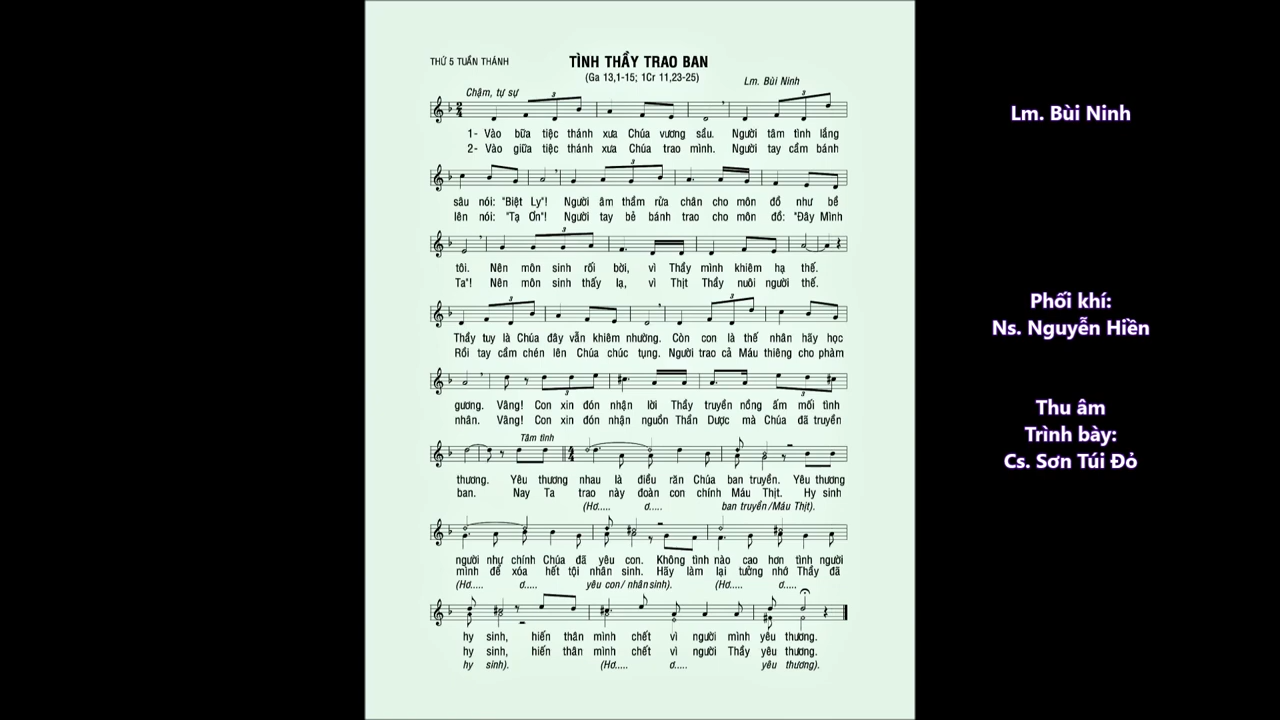 THỨ 5 TUẦN THÁNH
TÌNH THẦY TRAO BAN
(Ga 13,1-15; 1Cr 11,23-25)
Lm. Bùi Ninh
Chậm, tự sự
1- Vào bữa tiệc thánh xưa Chúa vương sầu. Người tâm tình lắng
2- Vào giữa tiệc thánh xưa Chúa trao mình. Người tay cầm bánh
sâu nói: "Biệt Ly"! Người âm thầm rửa chân cho môn đồ như bề
lên nói: "Tạ Ơn"! Người tay bẻ bánh trao cho môn đồ: "Đây Mình
tôi. Nên môn sinh rối bời, vì Thầy mình khiêm hạ thế.
Ta"! Nên môn sinh thấy lạ, vì Thịt Thầy nuôi người thế.
Thầy tuy là Chúa đây vẫn khiêm nhường. Còn con là thế nhân hãy học
Rồi tay cầm chén lên Chúa chúc tụng. Người trao cả Máu thiêng cho phàm
gương. Vâng! Con xin đón nhận lời Thầy truyền nồng ấm mối tình
nhân. Vâng! Con xin đón nhận nguồn Thần Dược mà Chúa đã truyền
Tâm tình
thương. Yêu thương nhau là điều răn Chúa ban truyền. Yêu thương
ban. Nay Ta trao này đoàn con chính Máu Thịt. Hy sinh
(Hơ..... ơ..... ban truyền/Máu Thịt).
người như chính Chúa đã yêu con. Không tình nào cao hơn tình người
mình để xóa hết tội nhân sinh. Hãy làm lại tưởng nhớ Thầy đã
(Hơ..... ơ..... yêu con/ nhân sinh). (Hơ..... ơ.....
hy sinh, hiến thân mình chết vì người mình yêu thương.
hy sinh, hiến thân mình chết vì người Thầy yêu thương.
hy sinh). (Hơ..... ơ..... yêu thương).
Lm. Bùi Ninh
Phối khí:
Ns. Nguyễn Hiền
Thu âm
Trình bày:
Cs. Sơn Túi Đỏ